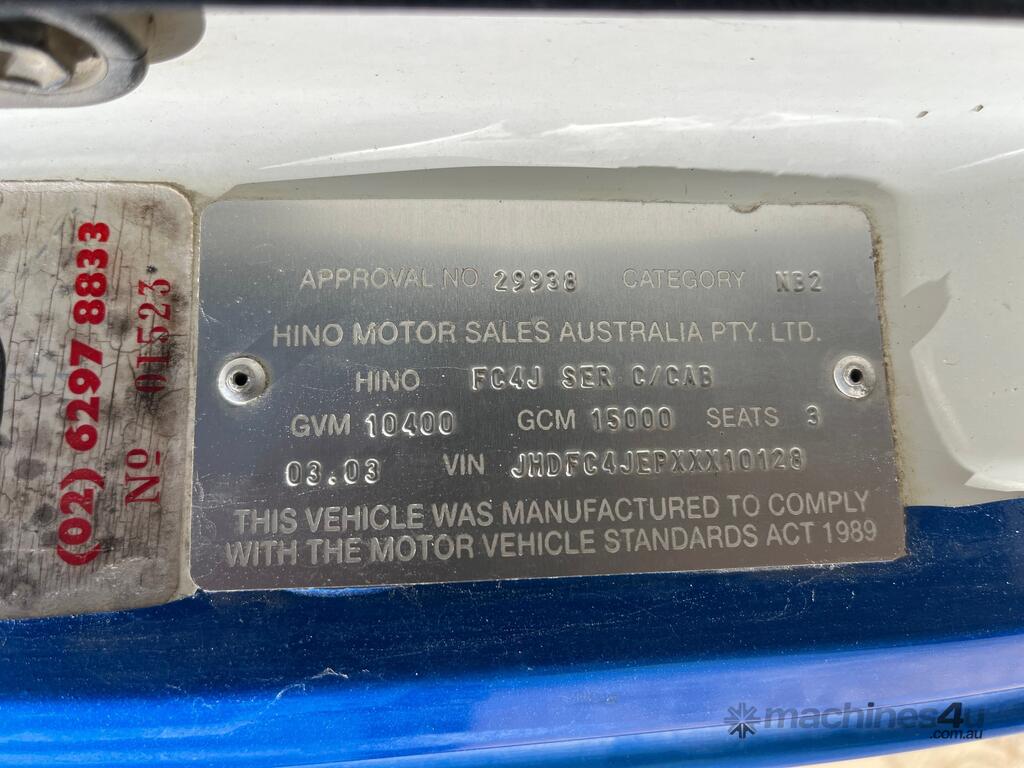 (02) 6297 8833
Nº 01523
APPROVAL NO 29938 CATEGORY NB2
HINO MOTOR SALES AUSTRALIA PTY. LTD.
HINO FC4J SER C/CAB
GVM 10400 GCM 15000 SEATS 3
03.03 VIN JHDFC4JEPXXX10128
THIS VEHICLE WAS MANUFACTURED TO COMPLY
WITH THE MOTOR VEHICLE STANDARDS ACT 1989
machines4u
.com.au